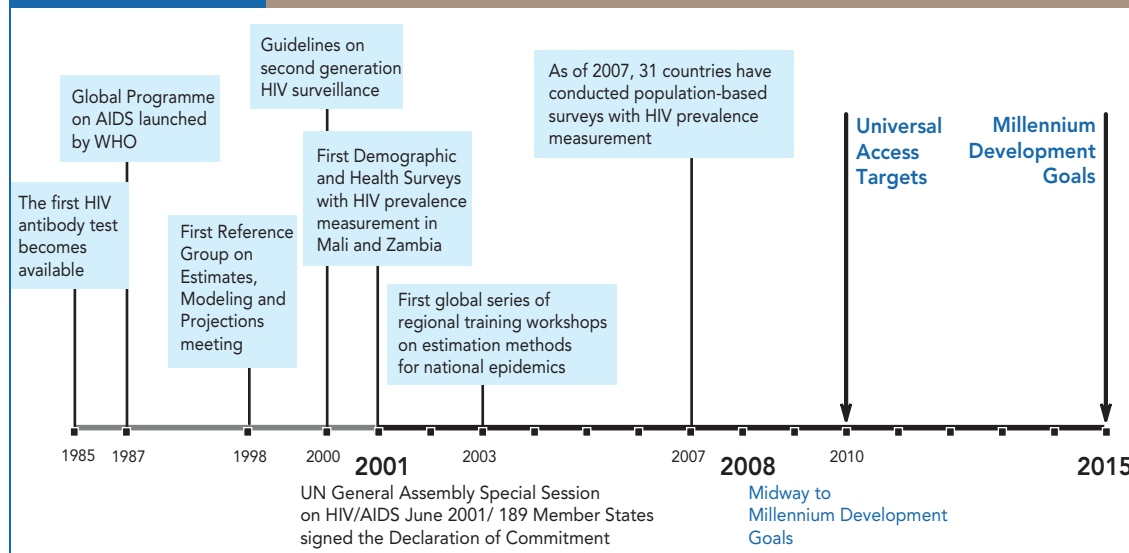 The first HIV
antibody test
becomes
available
Global Programme
on AIDS launched
by WHO
First Reference
Group on
Estimates,
Modeling and
Projections
meeting
Guidelines on
second generation
HIV surveillance
First Demographic
and Health Surveys
with HIV prevalence
measurement in
Mali and Zambia
First global series of
regional training workshops
on estimation methods
for national epidemics
As of 2007, 31 countries have
conducted population-based
surveys with HIV prevalence
measurement
Universal
Access
Targets
Millennium
Development
Goals
1985 1987 1998 2000 2001 2003 2007 2008 2010 2015
UN General Assembly Special Session
on HIV/AIDS June 2001/ 189 Member States
signed the Declaration of Commitment
Midway to
Millennium Development
Goals